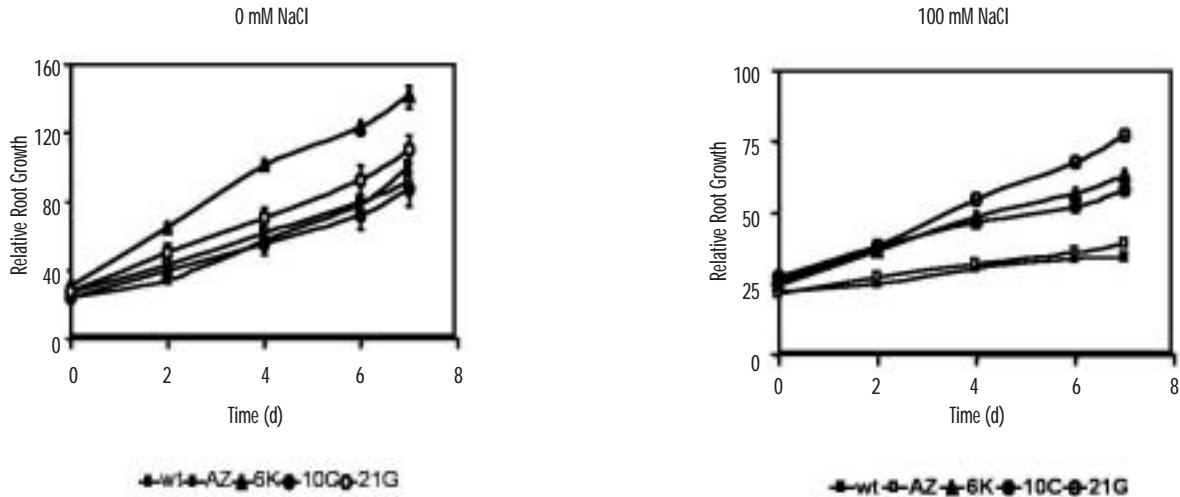 0 mM NaCl
100 mM NaCl
160
120
80
40
0
Relative Root Growth
0
2
4
6
8
Time (d)
100
75
50
25
0
Relative Root Growth
0
2
4
6
8
Time (d)
wt AZ 6K 10C 21G
wt AZ 6K 10C 21G